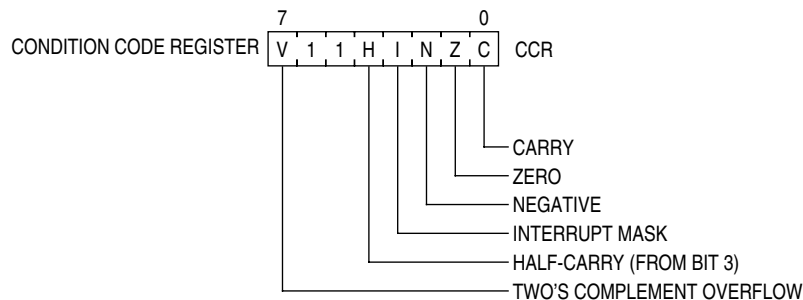 7 0
CONDITION CODE REGISTER V 1 1 H I N Z C CCR
CARRY
ZERO
NEGATIVE
INTERRUPT MASK
HALF-CARRY (FROM BIT 3)
TWO'S COMPLEMENT OVERFLOW